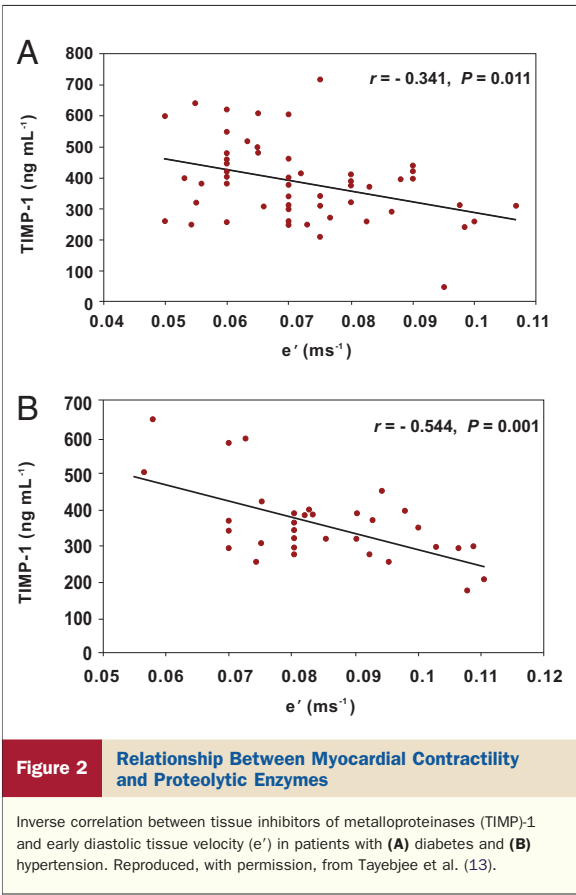 A
800
700
600
500
400
300
200
100
0
TIMP-1 (ng mL-1)
r = - 0.341, P = 0.011
0.04 0.05 0.06 0.07 0.08 0.09 0.1 0.11
e′ (ms-1)
B
700
600
500
400
300
200
100
0
TIMP-1 (ng mL-1)
r = - 0.544, P = 0.001
0.05 0.06 0.07 0.08 0.09 0.1 0.11 0.12
e′ (ms-1)
Figure 2
Relationship Between Myocardial Contractility
and Proteolytic Enzymes
Inverse correlation between tissue inhibitors of metalloproteinases (TIMP)-1
and early diastolic tissue velocity (e′) in patients with (A) diabetes and (B)
hypertension. Reproduced, with permission, from Tayebjee et al. (13).